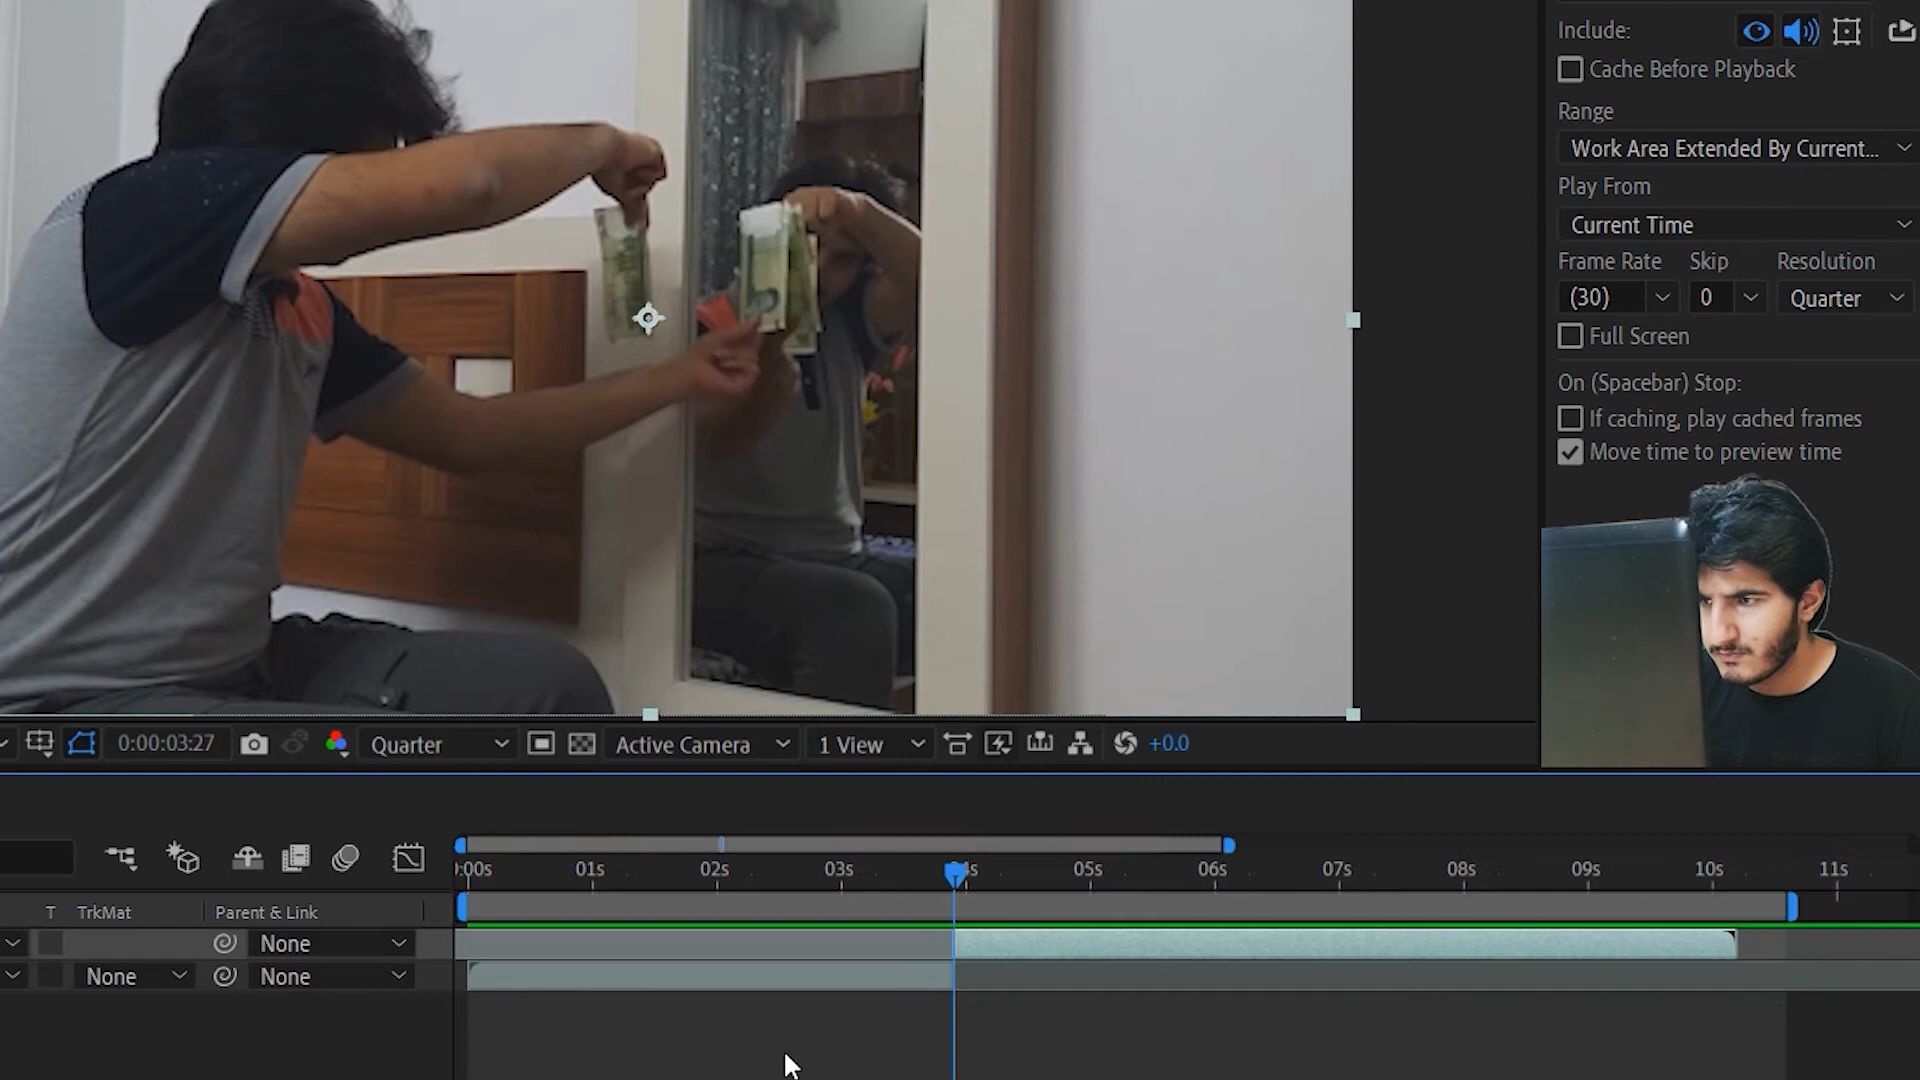 Include:
Cache Before Playback
Range
Work Area Extended By Current...
Play From
Current Time
Frame Rate Skip Resolution
(30) 0 Quarter
Full Screen
On (Spacebar) Stop:
If caching, play cached frames
Move time to preview time
0:00:03:27 Quarter Active Camera 1 View +0.0
:00s 01s 02s 03s 04s 05s 06s 07s 08s 09s 10s 11s
T TrkMat Parent & Link
None
None None